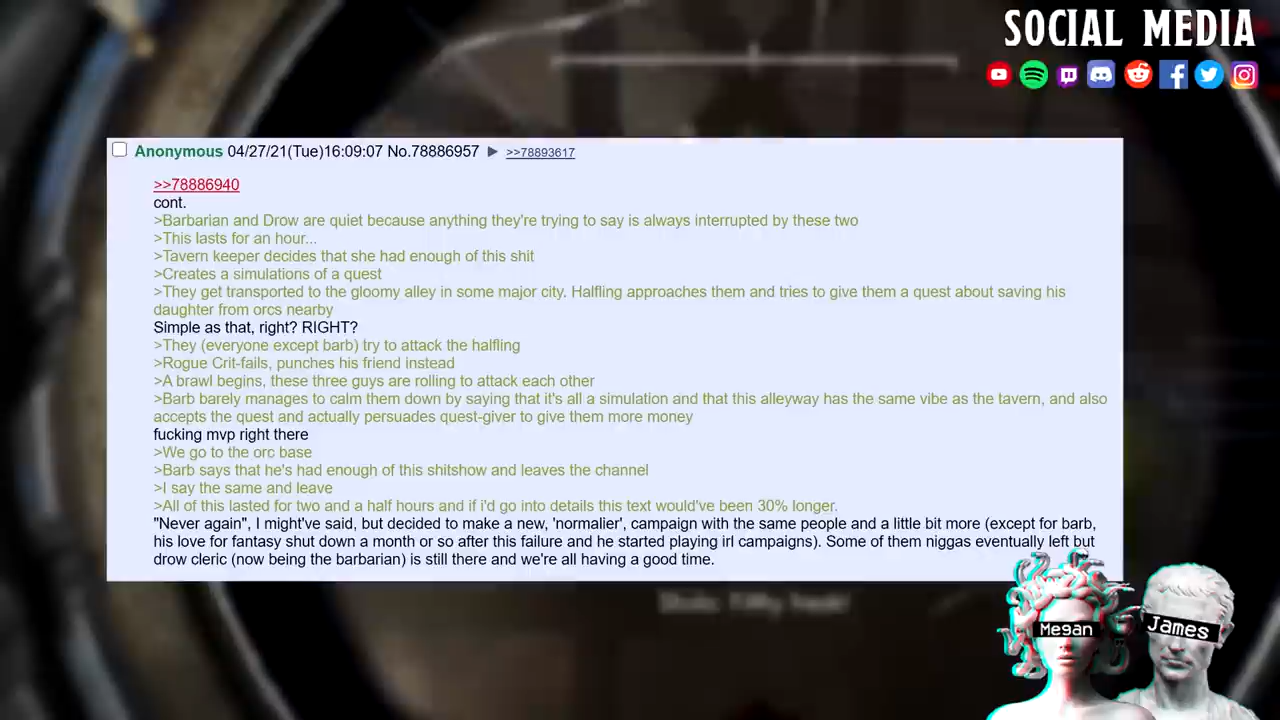 SOCIAL MEDIA
Anonymous 04/27/21(Tue)16:09:07 No.78886957 ▶ >>78893617
>>78886940
cont.
>Barbarian and Drow are quiet because anything they're trying to say is always interrupted by these two
>This lasts for an hour...
>Tavern keeper decides that she had enough of this shit
>Creates a simulations of a quest
>They get transported to the gloomy alley in some major city. Halfling approaches them and tries to give them a quest about saving his
daughter from orcs nearby
Simple as that, right? RIGHT?
>They (everyone except barb) try to attack the halfling
>Rogue Crit-fails, punches his friend instead
>A brawl begins, these three guys are rolling to attack each other
>Barb barely manages to calm them down by saying that it's all a simulation and that this alleyway has the same vibe as the tavern, and also
accepts the quest and actually persuades quest-giver to give them more money
fucking mvp right there
>We go to the orc base
>Barb says that he's had enough of this shitshow and leaves the channel
>I say the same and leave
>All of this lasted for two and a half hours and if i'd go into details this text would've been 30% longer.
"Never again", I might've said, but decided to make a new, 'normalier', campaign with the same people and a little bit more (except for barb,
his love for fantasy shut down a month or so after this failure and he started playing irl campaigns). Some of them niggas eventually left but
drow cleric (now being the barbarian) is still there and we're all having a good time.
Megan
James